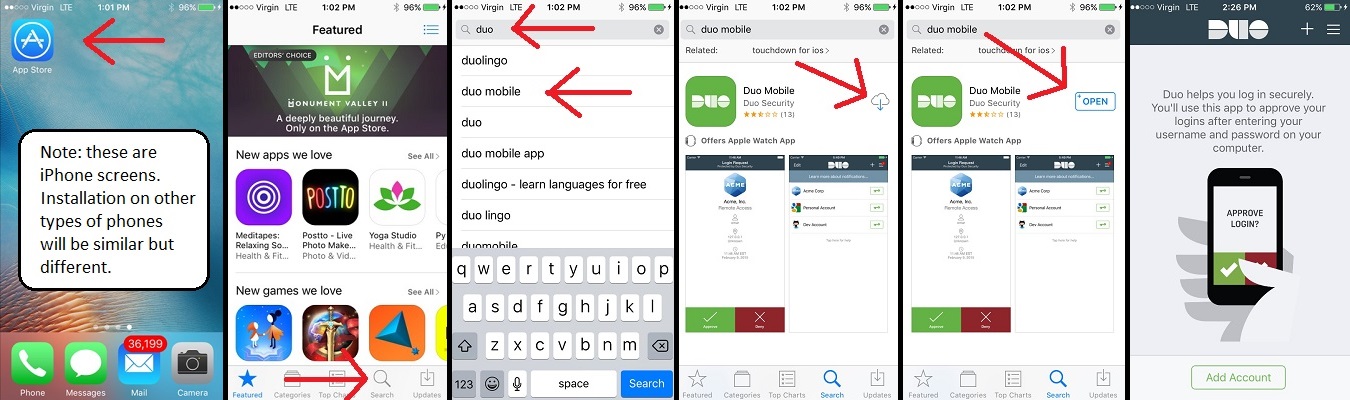 Virgin LTE 1:01 PM 96%
App Store
Note: these are
iPhone screens.
Installation on other
types of phones
will be similar but
different.
36,199
Phone Messages Mail Camera
Virgin LTE 1:02 PM 96%
Featured
EDITORS' CHOICE
MONUMENT VALLEY II
A deeply beautiful journey.
Only on the App Store.
New apps we love See All >
POSTTO
Meditapes: Postto - Live Yoga Studio
Relaxing So... Photo Make... Health & Fit...
Health & Fit... Photo & Vid...
New games we love See All >
Featured Categories Top Charts Search Updates
Virgin LTE 1:02 PM 96%
duo
duolingo
duo mobile
duo
duo mobile app
duolingo - learn languages for free
duo lingo
duomobile
q w e r t y u i o p
a s d f g h j k l
z x c v b n m
123 space Search
Virgin LTE 1:02 PM 96%
duo mobile
Related: touchdown for ios >
DUO
Duo Mobile
Duo Security
(13)
Offers Apple Watch App
Login Request
ACME
Acme, Inc.
Remote Access
Approve Deny
Edit DUO
Learn more about notifications...
Acme Corp
Personal Account
Dev Account
Tap here for help
Featured Categories Top Charts Search Updates
Virgin LTE 1:02 PM 96%
duo mobile
Related: touchdown for ios >
DUO
Duo Mobile
Duo Security
(13)
+ OPEN
Offers Apple Watch App
Login Request
ACME
Acme, Inc.
Remote Access
Approve Deny
Edit DUO
Learn more about notifications...
Acme Corp
Personal Account
Dev Account
Tap here for help
Featured Categories Top Charts Search Updates
Virgin LTE 2:26 PM 62%
DUO +
Duo helps you log in securely.
You'll use this app to approve your
logins after entering your
username and password on your
computer.
APPROVE
LOGIN?
Add Account